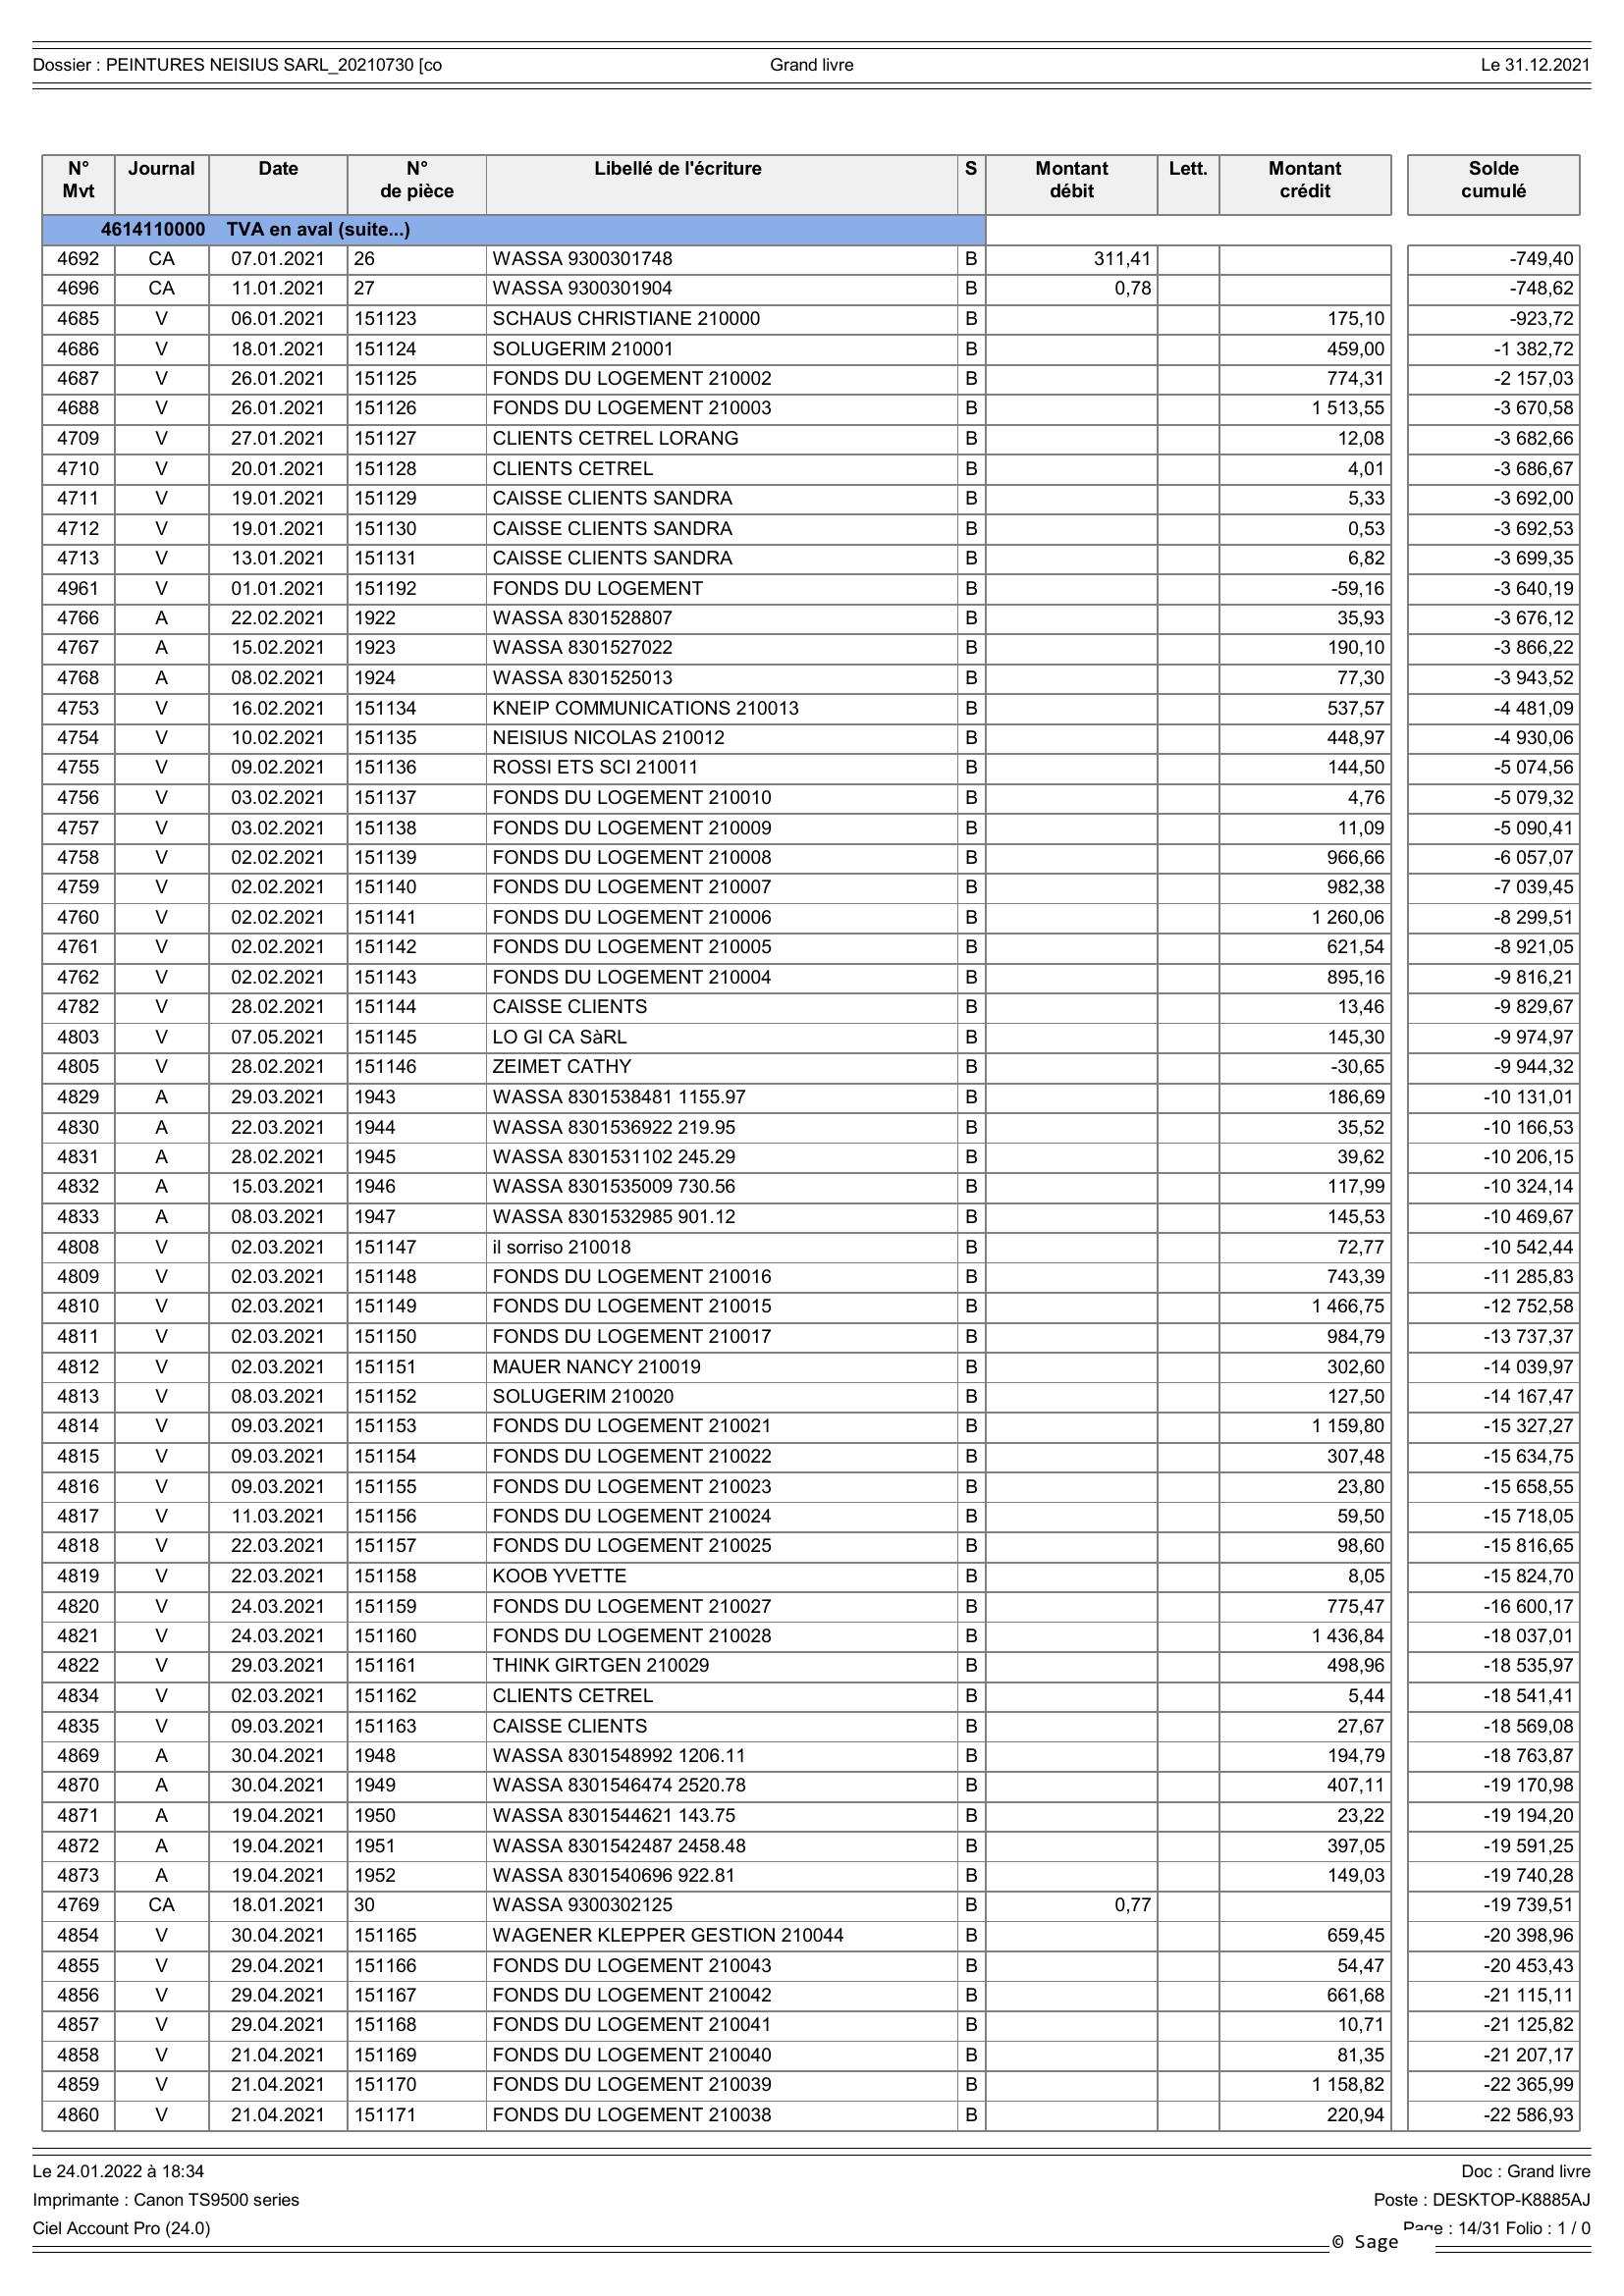 Dossier : PEINTURES NEISIUS SARL_20210730 [co Grand livre Le 31.12.2021
N° Mvt Journal Date N° de pièce Libellé de l'écriture S Montant débit Lett. Montant crédit Solde cumulé
4614110000 TVA en aval (suite...)
4692 CA 07.01.2021 26 WASSA 9300301748 B 311,41 -749,40
4696 CA 11.01.2021 27 WASSA 9300301904 B 0,78 -748,62
4685 V 06.01.2021 151123 SCHAUS CHRISTIANE 210000 B 175,10 -923,72
4686 V 18.01.2021 151124 SOLUGERIM 210001 B 459,00 -1 382,72
4687 V 26.01.2021 151125 FONDS DU LOGEMENT 210002 B 774,31 -2 157,03
4688 V 26.01.2021 151126 FONDS DU LOGEMENT 210003 B 1 513,55 -3 670,58
4709 V 27.01.2021 151127 CLIENTS CETREL LORANG B 12,08 -3 682,66
4710 V 20.01.2021 151128 CLIENTS CETREL B 4,01 -3 686,67
4711 V 19.01.2021 151129 CAISSE CLIENTS SANDRA B 5,33 -3 692,00
4712 V 19.01.2021 151130 CAISSE CLIENTS SANDRA B 0,53 -3 692,53
4713 V 13.01.2021 151131 CAISSE CLIENTS SANDRA B 6,82 -3 699,35
4961 V 01.01.2021 151192 FONDS DU LOGEMENT B -59,16 -3 640,19
4766 A 22.02.2021 1922 WASSA 8301528807 B 35,93 -3 676,12
4767 A 15.02.2021 1923 WASSA 8301527022 B 190,10 -3 866,22
4768 A 08.02.2021 1924 WASSA 8301525013 B 77,30 -3 943,52
4753 V 16.02.2021 151134 KNEIP COMMUNICATIONS 210013 B 537,57 -4 481,09
4754 V 10.02.2021 151135 NEISIUS NICOLAS 210012 B 448,97 -4 930,06
4755 V 09.02.2021 151136 ROSSI ETS SCI 210011 B 144,50 -5 074,56
4756 V 03.02.2021 151137 FONDS DU LOGEMENT 210010 B 4,76 -5 079,32
4757 V 03.02.2021 151138 FONDS DU LOGEMENT 210009 B 11,09 -5 090,41
4758 V 02.02.2021 151139 FONDS DU LOGEMENT 210008 B 966,66 -6 057,07
4759 V 02.02.2021 151140 FONDS DU LOGEMENT 210007 B 982,38 -7 039,45
4760 V 02.02.2021 151141 FONDS DU LOGEMENT 210006 B 1 260,06 -8 299,51
4761 V 02.02.2021 151142 FONDS DU LOGEMENT 210005 B 621,54 -8 921,05
4762 V 02.02.2021 151143 FONDS DU LOGEMENT 210004 B 895,16 -9 816,21
4782 V 28.02.2021 151144 CAISSE CLIENTS B 13,46 -9 829,67
4803 V 07.05.2021 151145 LO GI CA SàRL B 145,30 -9 974,97
4805 V 28.02.2021 151146 ZEIMET CATHY B -30,65 -9 944,32
4829 A 29.03.2021 1943 WASSA 8301538481 1155.97 B 186,69 -10 131,01
4830 A 22.03.2021 1944 WASSA 8301536922 219.95 B 35,52 -10 166,53
4831 A 28.02.2021 1945 WASSA 8301531102 245.29 B 39,62 -10 206,15
4832 A 15.03.2021 1946 WASSA 8301535009 730.56 B 117,99 -10 324,14
4833 A 08.03.2021 1947 WASSA 8301532985 901.12 B 145,53 -10 469,67
4808 V 02.03.2021 151147 il sorriso 210018 B 72,77 -10 542,44
4809 V 02.03.2021 151148 FONDS DU LOGEMENT 210016 B 743,39 -11 285,83
4810 V 02.03.2021 151149 FONDS DU LOGEMENT 210015 B 1 466,75 -12 752,58
4811 V 02.03.2021 151150 FONDS DU LOGEMENT 210017 B 984,79 -13 737,37
4812 V 02.03.2021 151151 MAUER NANCY 210019 B 302,60 -14 039,97
4813 V 08.03.2021 151152 SOLUGERIM 210020 B 127,50 -14 167,47
4814 V 09.03.2021 151153 FONDS DU LOGEMENT 210021 B 1 159,80 -15 327,27
4815 V 09.03.2021 151154 FONDS DU LOGEMENT 210022 B 307,48 -15 634,75
4816 V 09.03.2021 151155 FONDS DU LOGEMENT 210023 B 23,80 -15 658,55
4817 V 11.03.2021 151156 FONDS DU LOGEMENT 210024 B 59,50 -15 718,05
4818 V 22.03.2021 151157 FONDS DU LOGEMENT 210025 B 98,60 -15 816,65
4819 V 22.03.2021 151158 KOOB YVETTE B 8,05 -15 824,70
4820 V 24.03.2021 151159 FONDS DU LOGEMENT 210027 B 775,47 -16 600,17
4821 V 24.03.2021 151160 FONDS DU LOGEMENT 210028 B 1 436,84 -18 037,01
4822 V 29.03.2021 151161 THINK GIRTGEN 210029 B 498,96 -18 535,97
4834 V 02.03.2021 151162 CLIENTS CETREL B 5,44 -18 541,41
4835 V 09.03.2021 151163 CAISSE CLIENTS B 27,67 -18 569,08
4869 A 30.04.2021 1948 WASSA 8301548992 1206.11 B 194,79 -18 763,87
4870 A 30.04.2021 1949 WASSA 8301546474 2520.78 B 407,11 -19 170,98
4871 A 19.04.2021 1950 WASSA 8301544621 143.75 B 23,22 -19 194,20
4872 A 19.04.2021 1951 WASSA 8301542487 2458.48 B 397,05 -19 591,25
4873 A 19.04.2021 1952 WASSA 8301540696 922.81 B 149,03 -19 740,28
4769 CA 18.01.2021 30 WASSA 9300302125 B 0,77 -19 739,51
4854 V 30.04.2021 151165 WAGENER KLEPPER GESTION 210044 B 659,45 -20 398,96
4855 V 29.04.2021 151166 FONDS DU LOGEMENT 210043 B 54,47 -20 453,43
4856 V 29.04.2021 151167 FONDS DU LOGEMENT 210042 B 661,68 -21 115,11
4857 V 29.04.2021 151168 FONDS DU LOGEMENT 210041 B 10,71 -21 125,82
4858 V 21.04.2021 151169 FONDS DU LOGEMENT 210040 B 81,35 -21 207,17
4859 V 21.04.2021 151170 FONDS DU LOGEMENT 210039 B 1 158,82 -22 365,99
4860 V 21.04.2021 151171 FONDS DU LOGEMENT 210038 B 220,94 -22 586,93
Le 24.01.2022 à 18:34 Doc : Grand livre
Imprimante : Canon TS9500 series Poste : DESKTOP-K8885AJ
Ciel Account Pro (24.0) Page : 14/31 Folio : 1 / 0
© Sage